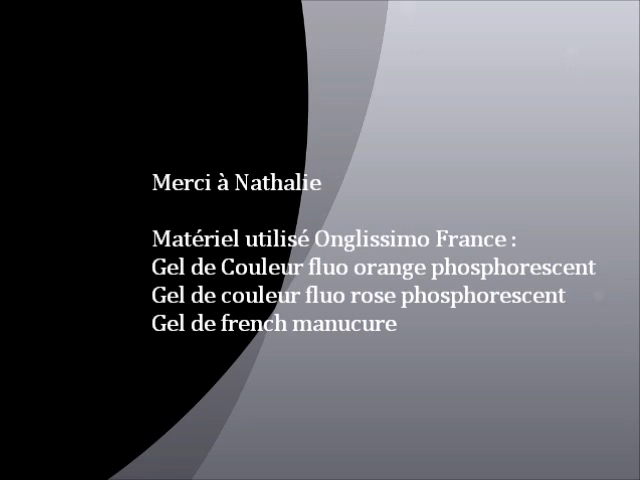 Merci à Nathalie
Matériel utilisé Onglissimo France :
Gel de Couleur fluo orange phosphorescent
Gel de couleur fluo rose phosphorescent
Gel de french manucure